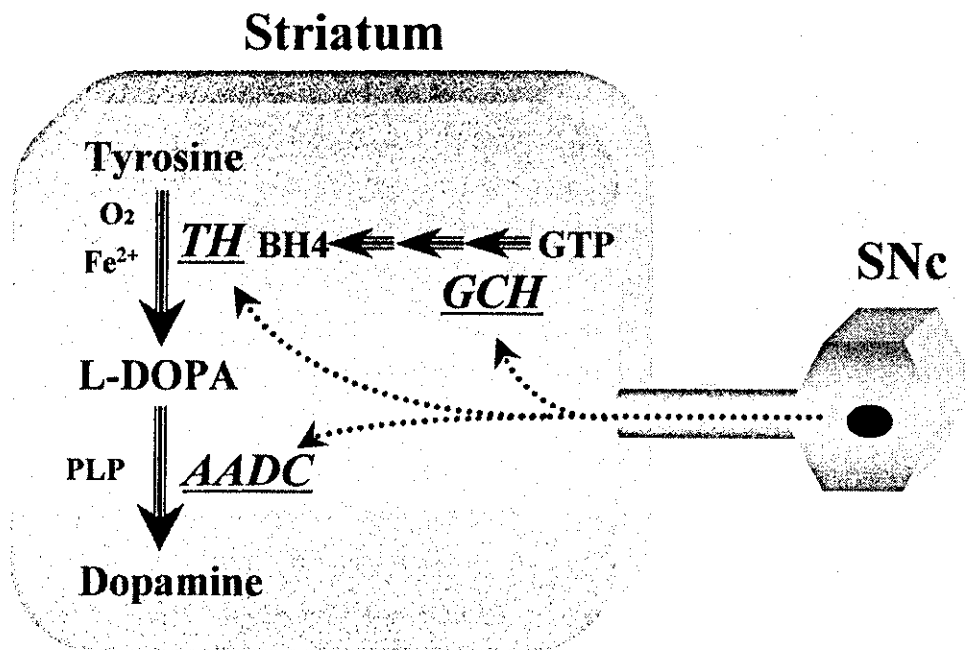 Striatum
Tyrosine
O₂
Fe²⁺
TH BH4 GTP
GCH
SNc
L-DOPA
PLP
AADC
Dopamine